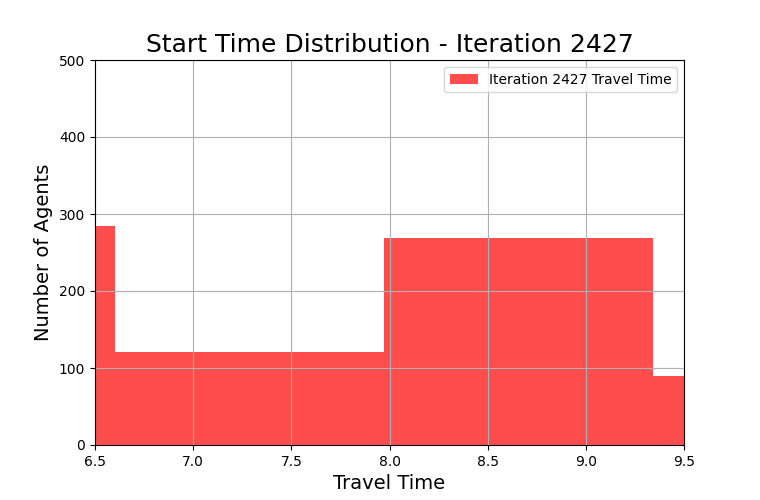 Start Time Distribution - Iteration 2427
500
400
300
200
100
0
Number of Agents
Iteration 2427 Travel Time
6.5 7.0 7.5 8.0 8.5 9.0 9.5
Travel Time